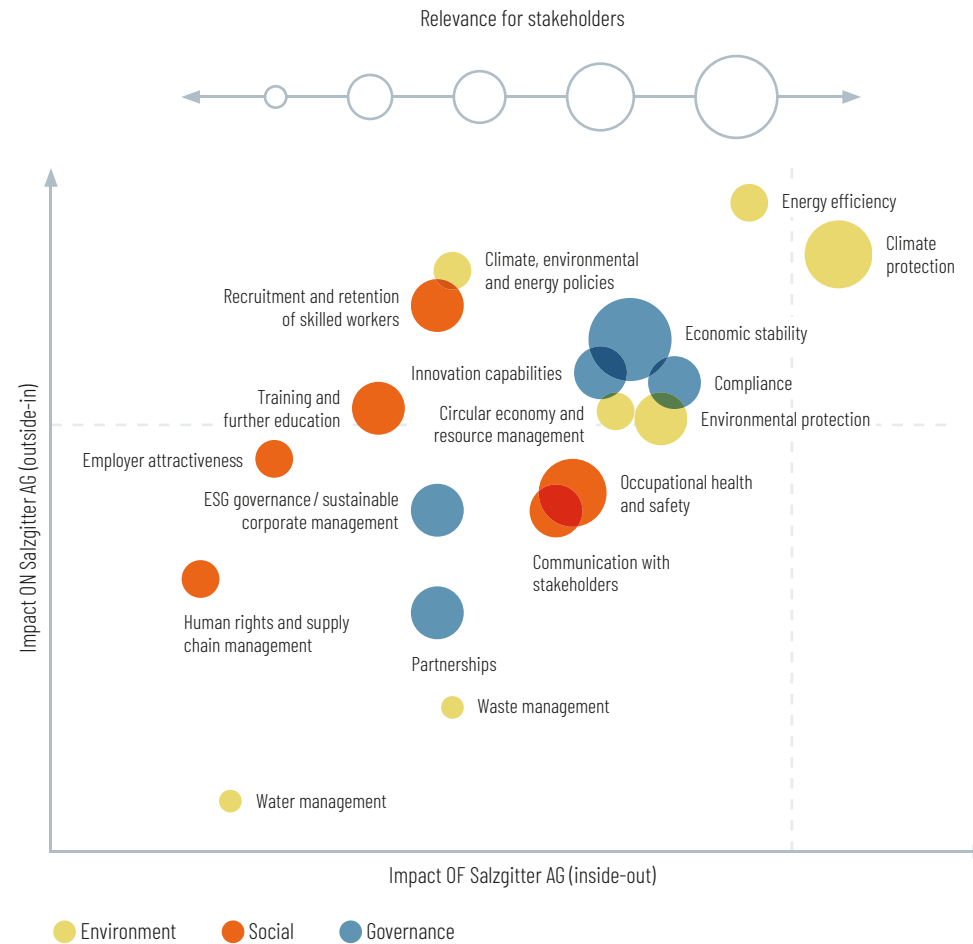 Relevance for stakeholders
Energy efficiency
Climate
protection
Climate, environmental
and energy policies
Recruitment and retention
of skilled workers
Economic stability
Innovation capabilities
Compliance
Training and
further education
Circular economy and
resource management
Environmental protection
Employer attractiveness
ESG governance / sustainable
corporate management
Occupational health
and safety
Communication with
stakeholders
Human rights and supply
chain management
Partnerships
Waste management
Water management
Impact ON Salzgitter AG (outside-in)
Impact OF Salzgitter AG (inside-out)
Environment
Social
Governance